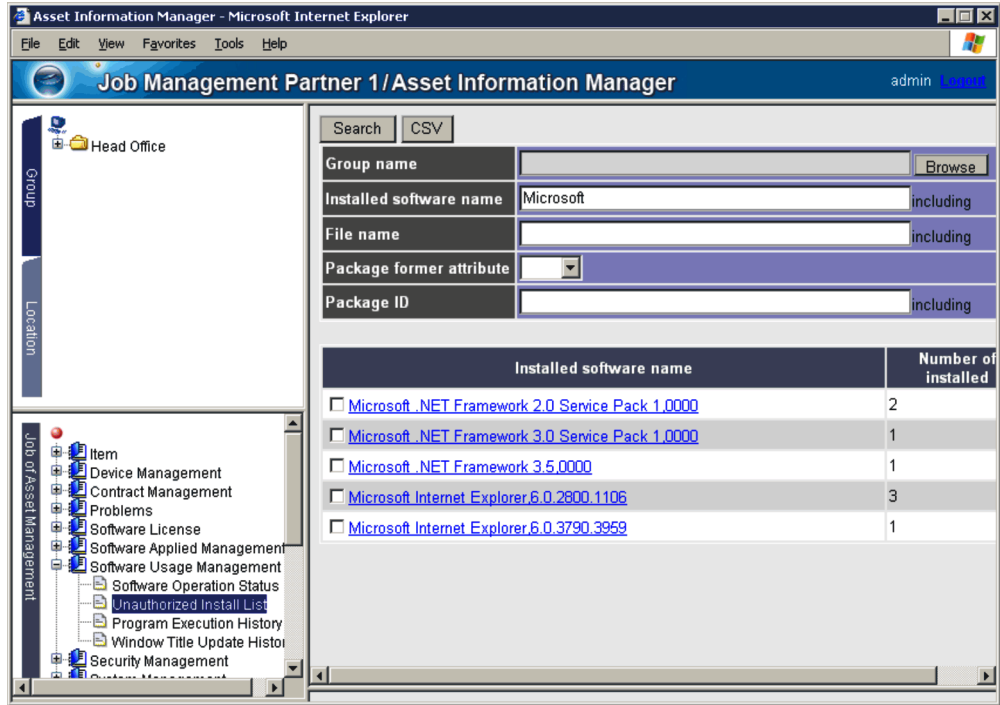 Asset Information Manager - Microsoft Internet Explorer
File Edit View Favorites Tools Help
Job Management Partner 1/Asset Information Manager
admin Logout
Group
Location
Head Office
Search CSV
Group name
Browse
Installed software name Microsoft including
File name including
Package former attribute
Package ID including
Installed software name Number of installed
Microsoft .NET Framework 2.0 Service Pack 1,0000 2
Microsoft .NET Framework 3.0 Service Pack 1,0000 1
Microsoft .NET Framework 3.5,0000 1
Microsoft Internet Explorer,6.0.2800.1106 3
Microsoft Internet Explorer,6.0.3790.3959 1
Job of Asset Management
Item
Device Management
Contract Management
Problems
Software License
Software Applied Management
Software Usage Management
Software Operation Status
Unauthorized Install List
Program Execution History
Window Title Update Histor
Security Management
System Management